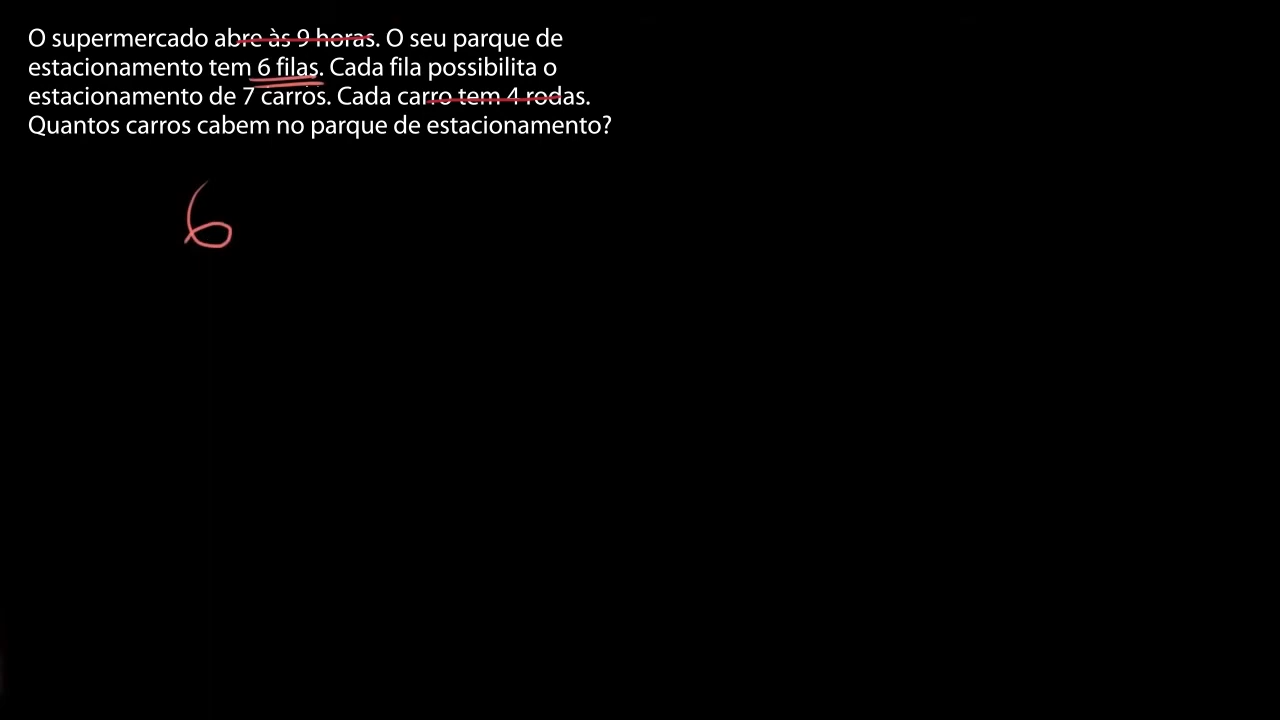 O supermercado abre às 9 horas. O seu parque de
estacionamento tem 6 filas. Cada fila possibilita o
estacionamento de 7 carros. Cada carro tem 4 rodas.
Quantos carros cabem no parque de estacionamento?
6